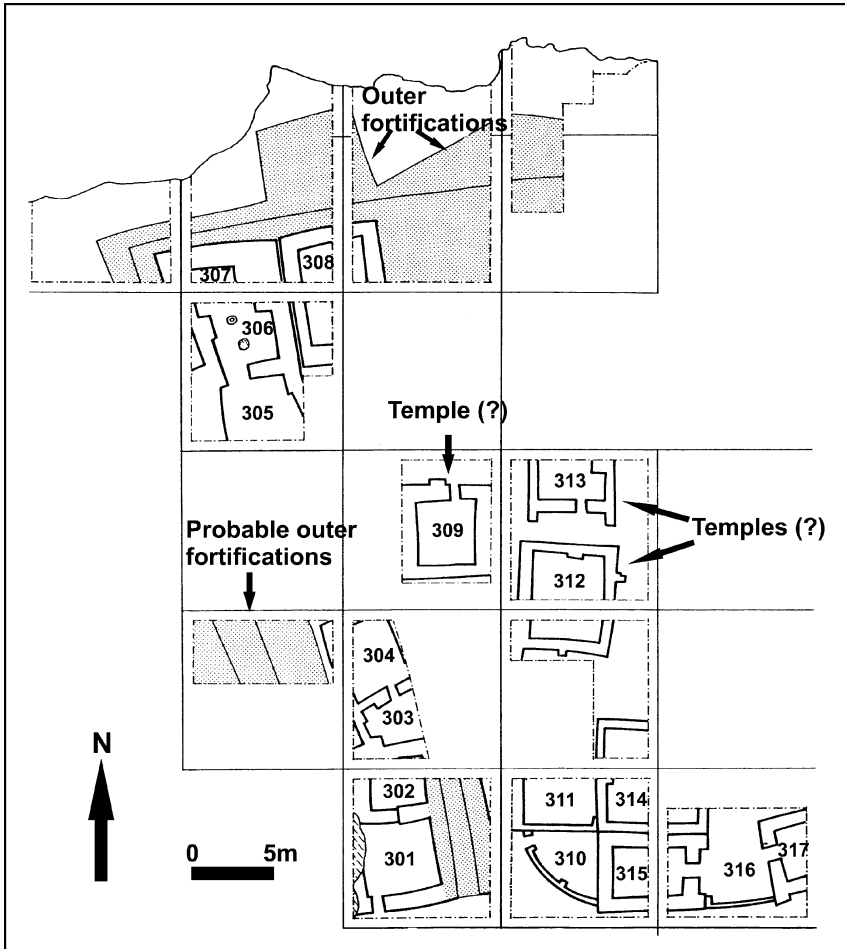 Outer
fortifications
307
308
306
305
Temple (?)
309
313
Temples (?)
312
Probable outer
fortifications
304
303
N
302
301
0 5m
311
314
310
315
316
317